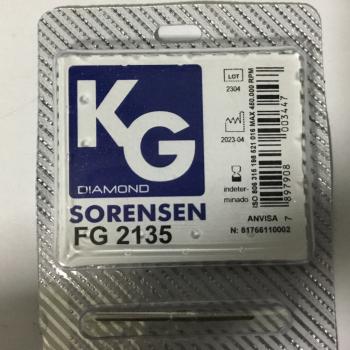 KG
DIAMOND
SORENSEN
FG 2135
LOT
2304
2023-04
indeter-
minado
ANVISA
N: 81766110002
ISO 806 316 198 521 016 MAX 450.000 RPM
7 897908 003447